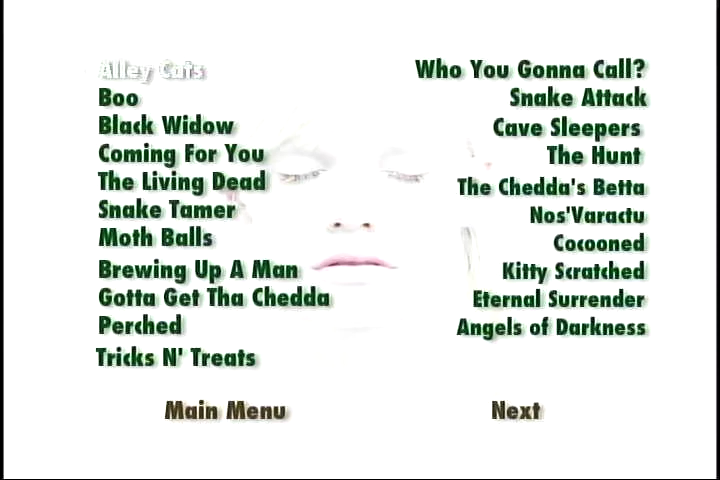 Alley Cats
Boo
Black Widow
Coming For You
The Living Dead
Snake Tamer
Moth Balls
Brewing Up A Man
Gotta Get Tha Chedda
Perched
Tricks N' Treats
Who You Gonna Call?
Snake Attack
Cave Sleepers
The Hunt
The Chedda's Betta
Nos'Varactu
Cocooned
Kitty Scratched
Eternal Surrender
Angels of Darkness
Main Menu
Next